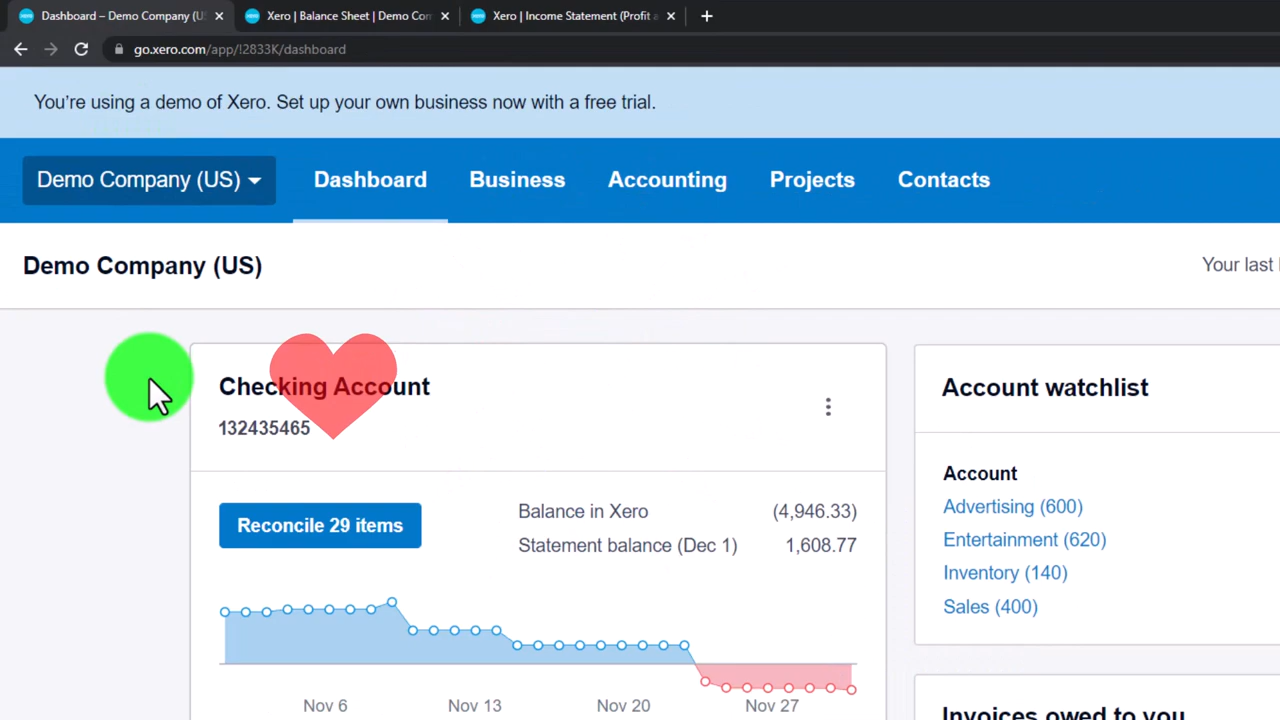 Dashboard – Demo Company (US
Xero | Balance Sheet | Demo Com
Xero | Income Statement (Profit a
go.xero.com/app/!2833K/dashboard
You're using a demo of Xero. Set up your own business now with a free trial.
Demo Company (US)
Dashboard
Business
Accounting
Projects
Contacts
Demo Company (US)
Your last
Checking Account
132435465
Reconcile 29 items
Balance in Xero (4,946.33)
Statement balance (Dec 1) 1,608.77
Nov 6 Nov 13 Nov 20 Nov 27
Account watchlist
Account
Advertising (600)
Entertainment (620)
Inventory (140)
Sales (400)
Invoices owed to you